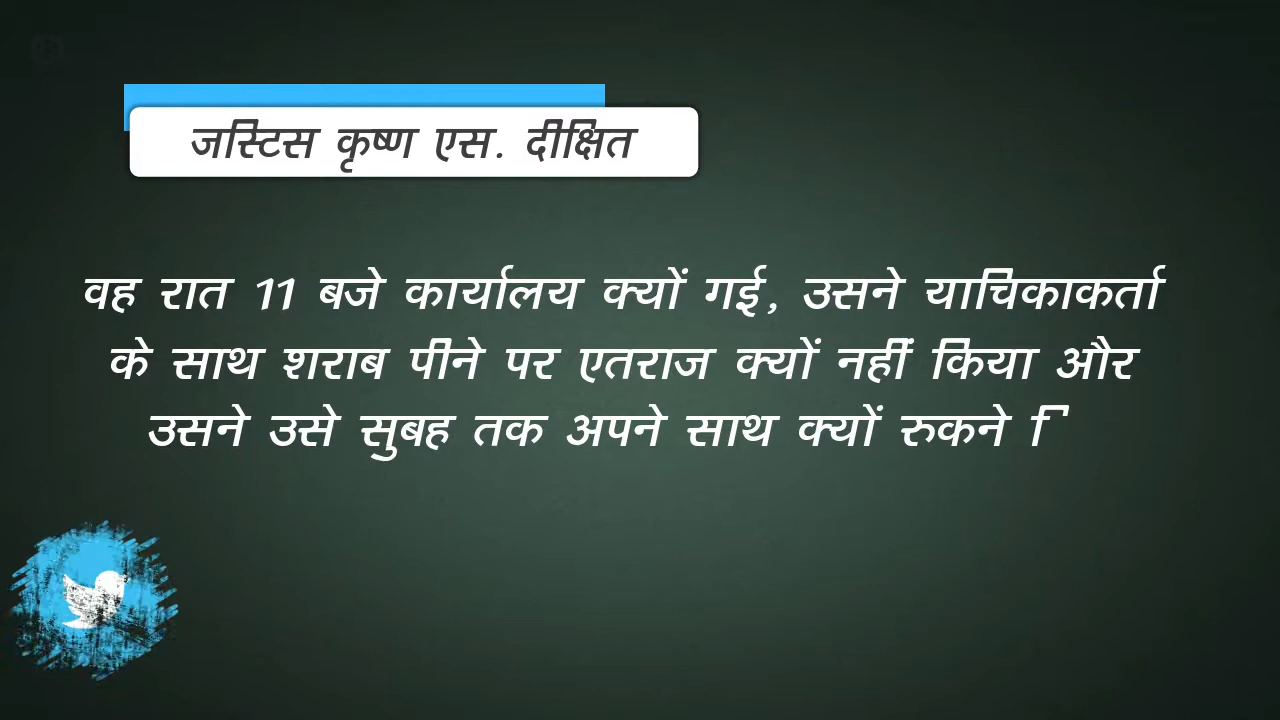 जस्टिस कृष्ण एस. दीक्षित
वह रात 11 बजे कार्यालय क्यों गई, उसने याचिकाकर्ता
के साथ शराब पीने पर एतराज क्यों नहीं किया और
उसने उसे सुबह तक अपने साथ क्यों रुकने